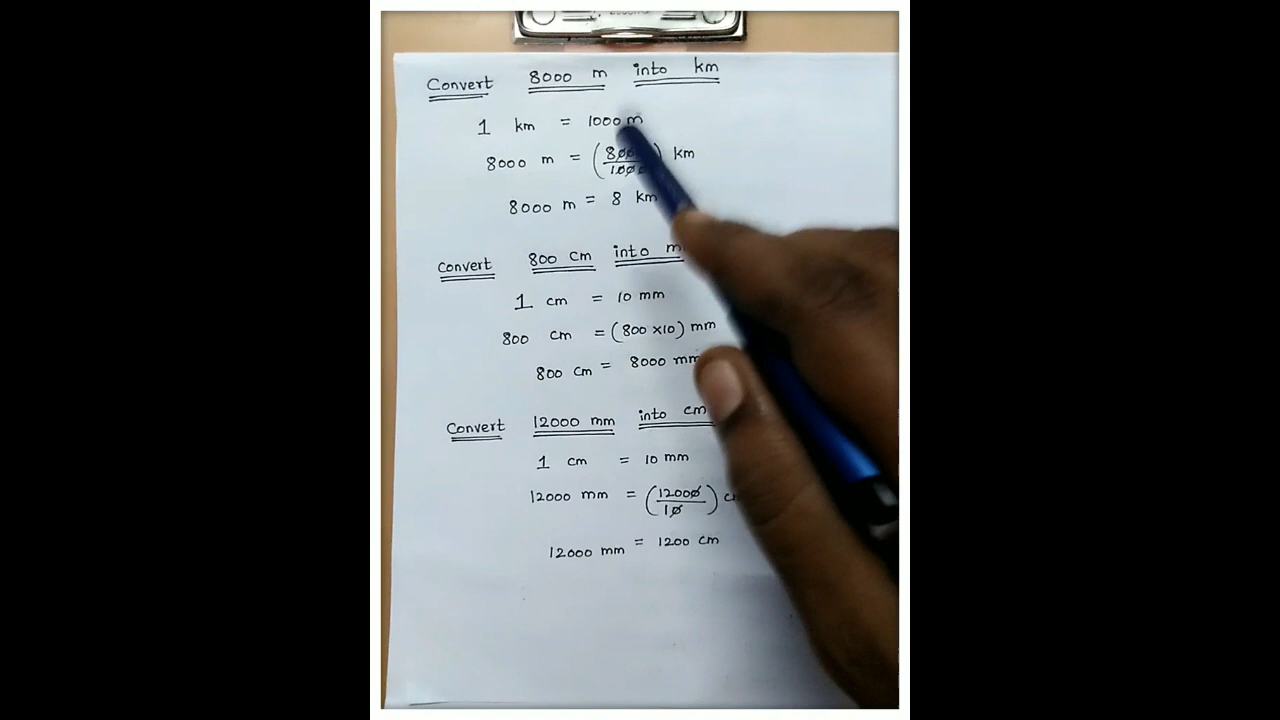 Convert 8000 m into km
1 km = 1000 m
8000 m = ( / ) km
8000 m = 8 km
Convert 800 cm into
1 cm = 10 mm
800 cm = (800 ×10) mm
800 cm = 8000 mm
Convert 12000 mm into cm
1 cm = 10 mm
12000 mm = (12000/10)
12000 mm = 1200 cm